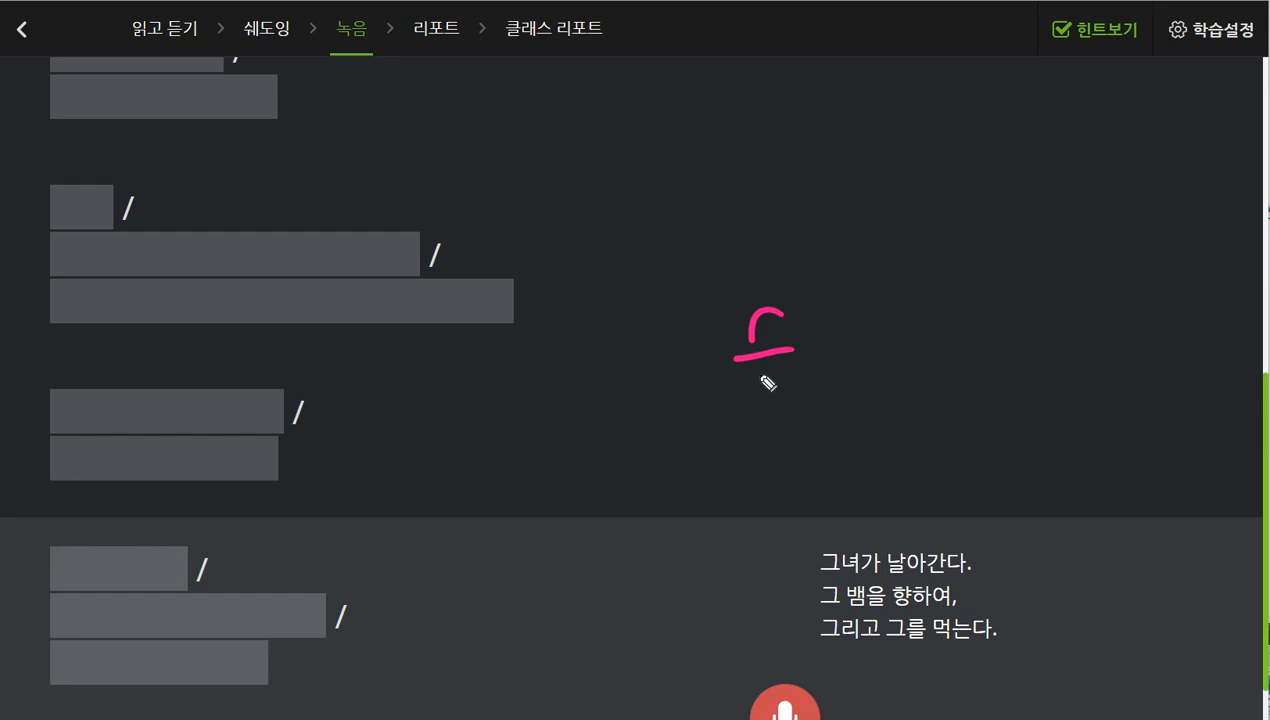 읽고 듣기 > 쉐도잉 > 녹음 > 리포트 > 클래스 리포트 힌트보기 학습설정
/
/
/
r
/
/ 그녀가 날아간다.
/ 그 뱀을 향하여,
그리고 그를 먹는다.